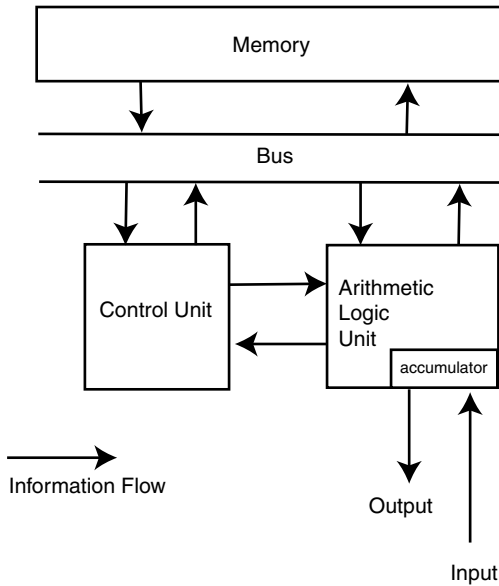 Memory
Bus
Control Unit
Arithmetic
Logic
Unit
accumulator
Information Flow
Output
Input